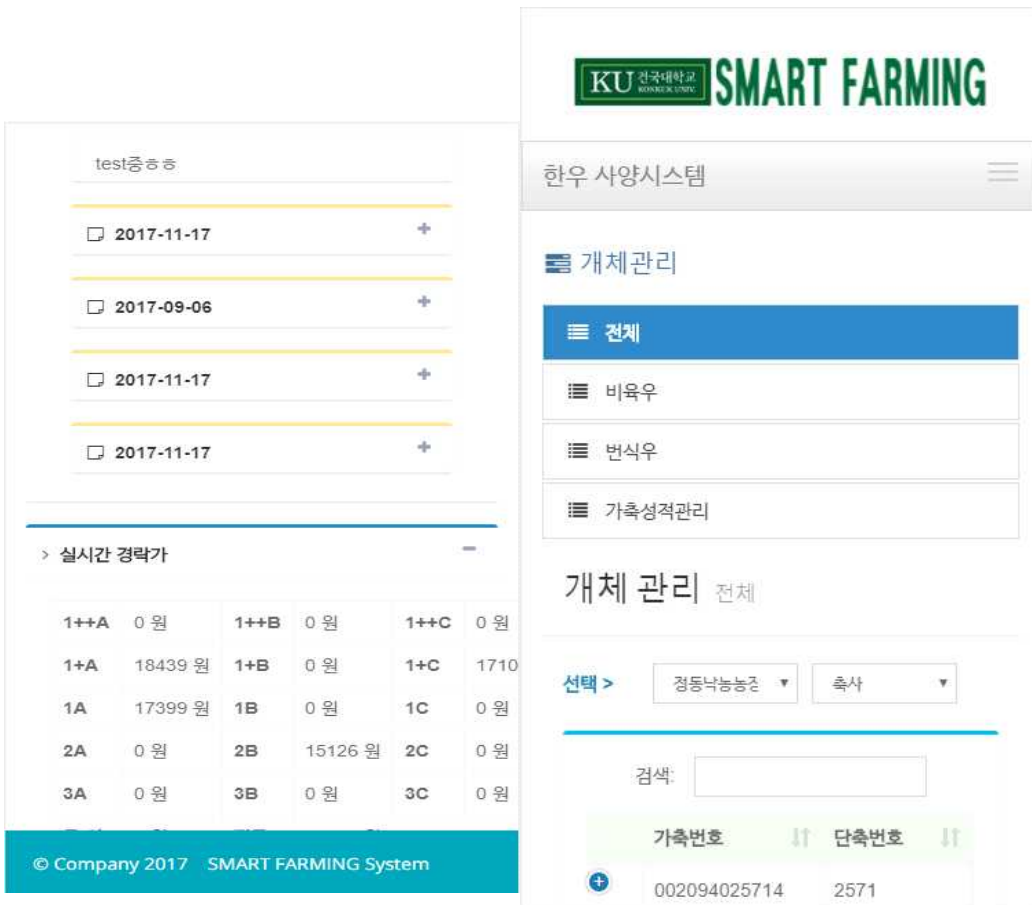 test중ㅎㅎ
2017-11-17
2017-09-06
2017-11-17
2017-11-17
실시간 경락가
1++A 0 원 1++B 0 원 1++C 0 원
1+A 18439 원 1+B 0 원 1+C 1710
1A 17399 원 1B 0 원 1C 0 원
2A 0 원 2B 15126 원 2C 0 원
3A 0 원 3B 0 원 3C 0 원
© Company 2017 SMART FARMING System
KU 건국대학교 KONKUK UNIV. SMART FARMING
한우 사양시스템
개체관리
전체
비육우
번식우
가축성적관리
개체 관리 전체
선택 > 정동낙농농장 축사
검색:
가축번호 단축번호
002094025714 2571